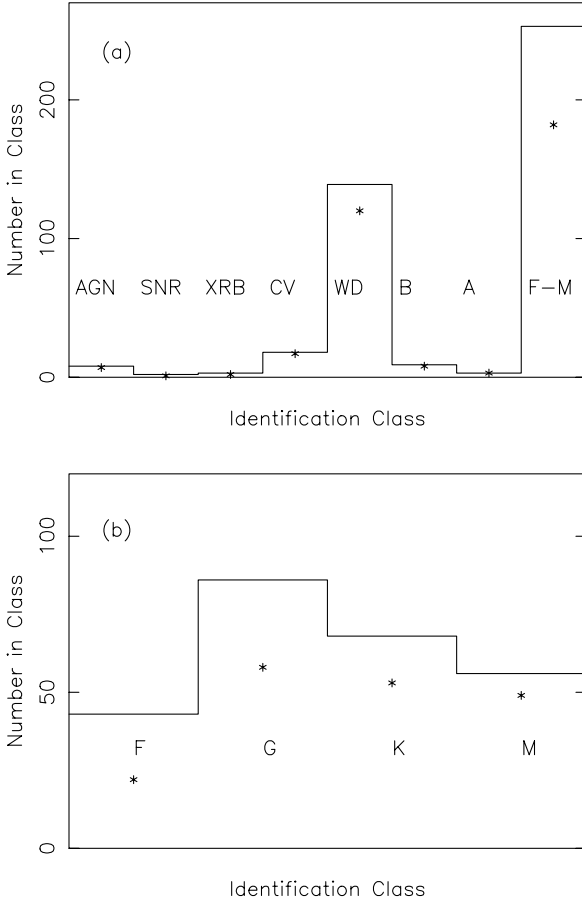 (a)
Number in Class
200
100
0
AGN SNR XRB CV WD B A F-M
Identification Class
(b)
Number in Class
100
50
0
F G K M
Identification Class